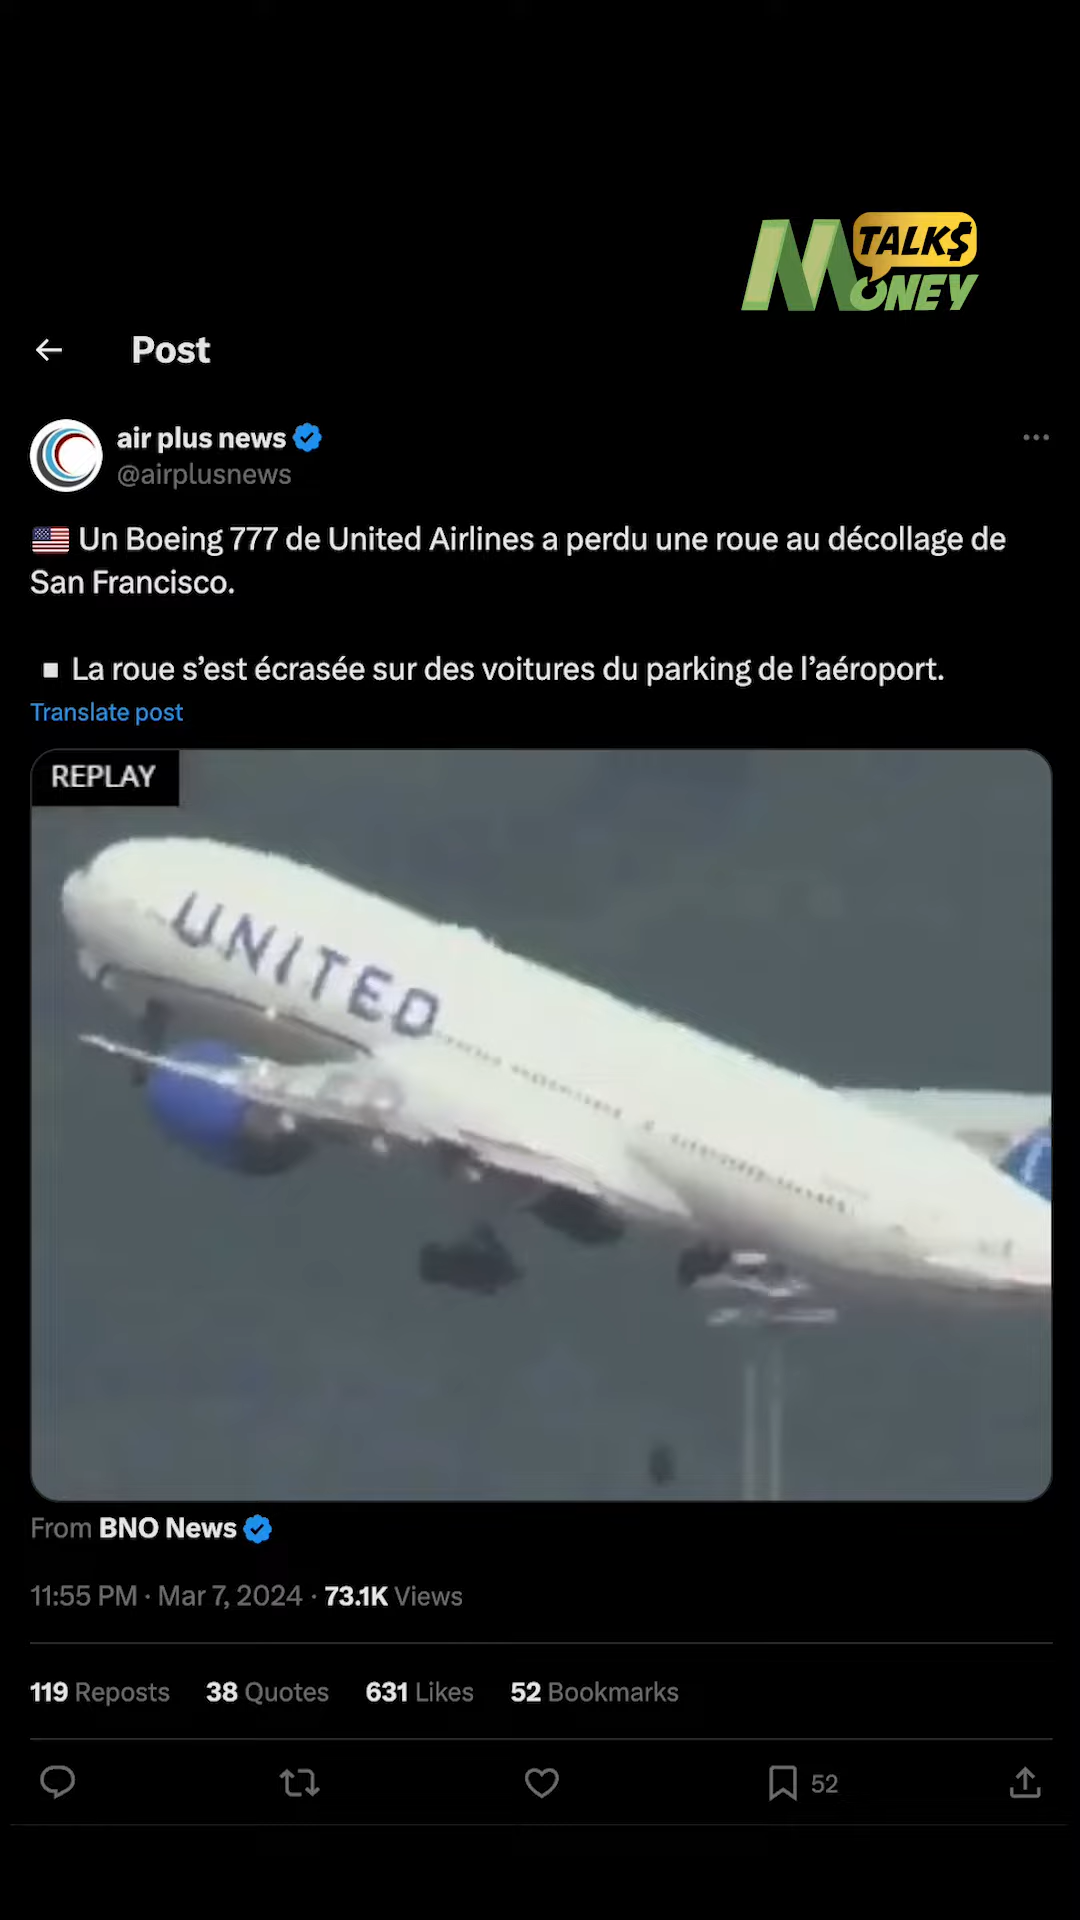 MONEY TALK$
Post
air plus news
@airplusnews
🇺🇸 Un Boeing 777 de United Airlines a perdu une roue au décollage de
San Francisco.
▪ La roue s’est écrasée sur des voitures du parking de l’aéroport.
Translate post
REPLAY
UNITED
From BNO News
11:55 PM · Mar 7, 2024 · 73.1K Views
119 Reposts 38 Quotes 631 Likes 52 Bookmarks
52